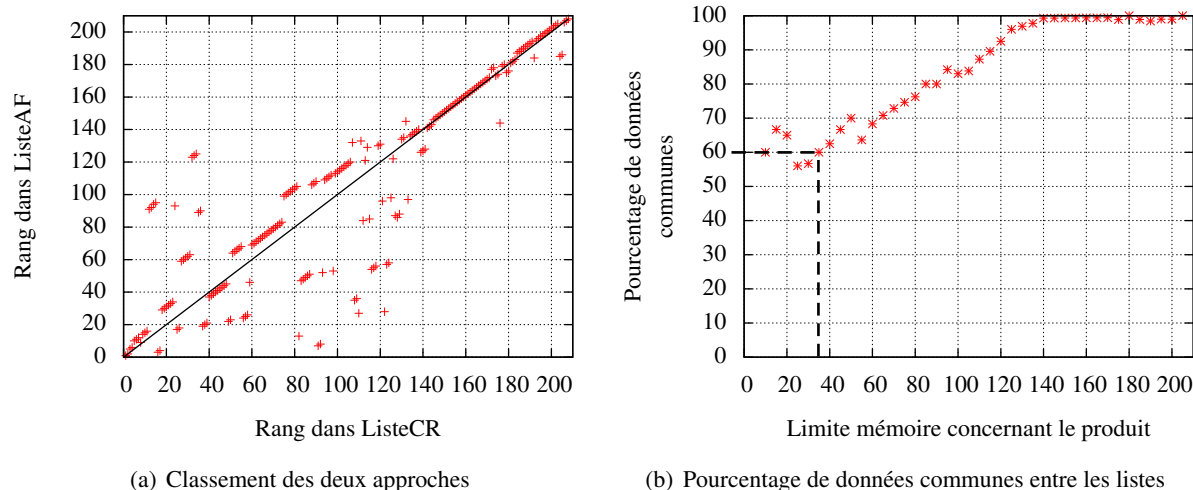 Rang dans ListeAF
200
180
160
140
120
100
80
60
40
20
0
0 20 40 60 80 100 120 140 160 180 200
Rang dans ListeCR
(a) Classement des deux approches
Pourcentage de données
communes
100
90
80
70
60
50
40
30
20
10
0
0 20 40 60 80 100 120 140 160 180 200
Limite mémoire concernant le produit
(b) Pourcentage de données communes entre les listes